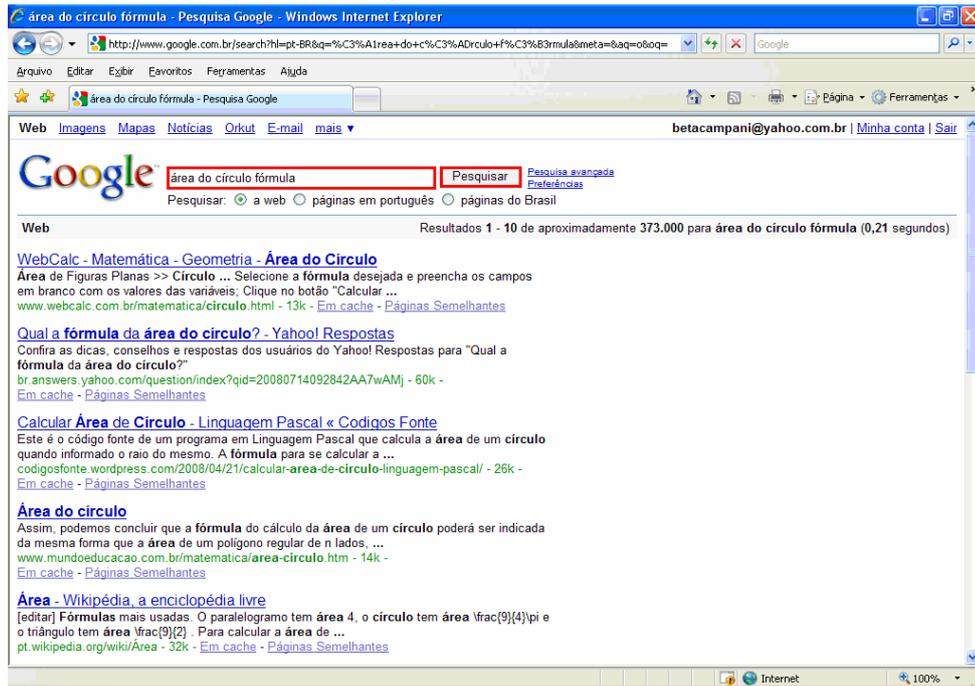 área do círculo fórmula - Pesquisa Google - Windows Internet Explorer
http://www.google.com.br/search?hl=pt-BR&q=%C3%A1rea+do+c%C3%ADrculo+f%C3%B3rmula&meta=&aq=o&oq= Google
Arquivo Editar Exibir Favoritos Ferramentas Ajuda
área do círculo fórmula - Pesquisa Google Página Ferramentas
Web Imagens Mapas Notícias Orkut E-mail mais ▼ betacampani@yahoo.com.br | Minha conta | Sair
Google área do círculo fórmula Pesquisar Pesquisa avançada
Preferências
Pesquisar: a web páginas em português páginas do Brasil
Web Resultados 1 - 10 de aproximadamente 373.000 para área do círculo fórmula (0,21 segundos)
WebCalc - Matemática - Geometria - Área do Círculo
Área de Figuras Planas >> Círculo ... Selecione a fórmula desejada e preencha os campos
em branco com os valores das variáveis; Clique no botão "Calcular ...
www.webcalc.com.br/matematica/circulo.html - 13k - Em cache - Páginas Semelhantes
Qual a fórmula da área do círculo? - Yahoo! Respostas
Confira as dicas, conselhos e respostas dos usuários do Yahoo! Respostas para "Qual a
fórmula da área do círculo?"
br.answers.yahoo.com/question/index?qid=20080714092842AA7wAMj - 60k -
Em cache - Páginas Semelhantes
Calcular Área de Círculo - Linguagem Pascal « Codigos Fonte
Este é o código fonte de um programa em Linguagem Pascal que calcula a área de um círculo
quando informado o raio do mesmo. A fórmula para se calcular a ...
codigosfonte.wordpress.com/2008/04/21/calcular-area-de-circulo-linguagem-pascal/ - 26k -
Em cache - Páginas Semelhantes
Área do círculo
Assim, podemos concluir que a fórmula do cálculo da área de um círculo poderá ser indicada
da mesma forma que a área de um polígono regular de n lados, ...
www.mundoeducacao.com.br/matematica/area-circulo.htm - 14k -
Em cache - Páginas Semelhantes
Área - Wikipédia, a enciclopédia livre
[editar] Fórmulas mais usadas. O paralelogramo tem área 4, o círculo tem área \frac{9}{4}\pi e
o triângulo tem área \frac{9}{2} . Para calcular a área de ...
pt.wikipedia.org/wiki/Área - 32k - Em cache - Páginas Semelhantes
Internet 100%